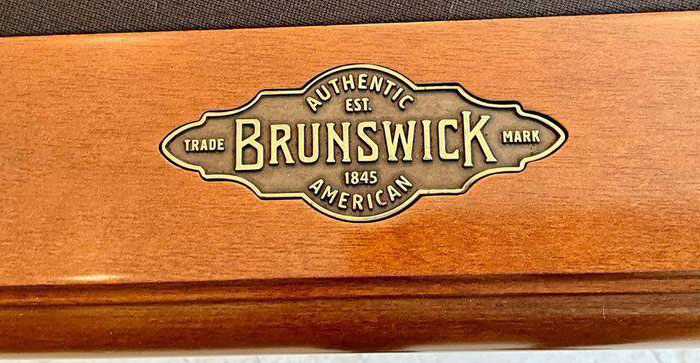 AUTHENTIC
EST.
TRADE BRUNSWICK MARK
1845
AMERICAN